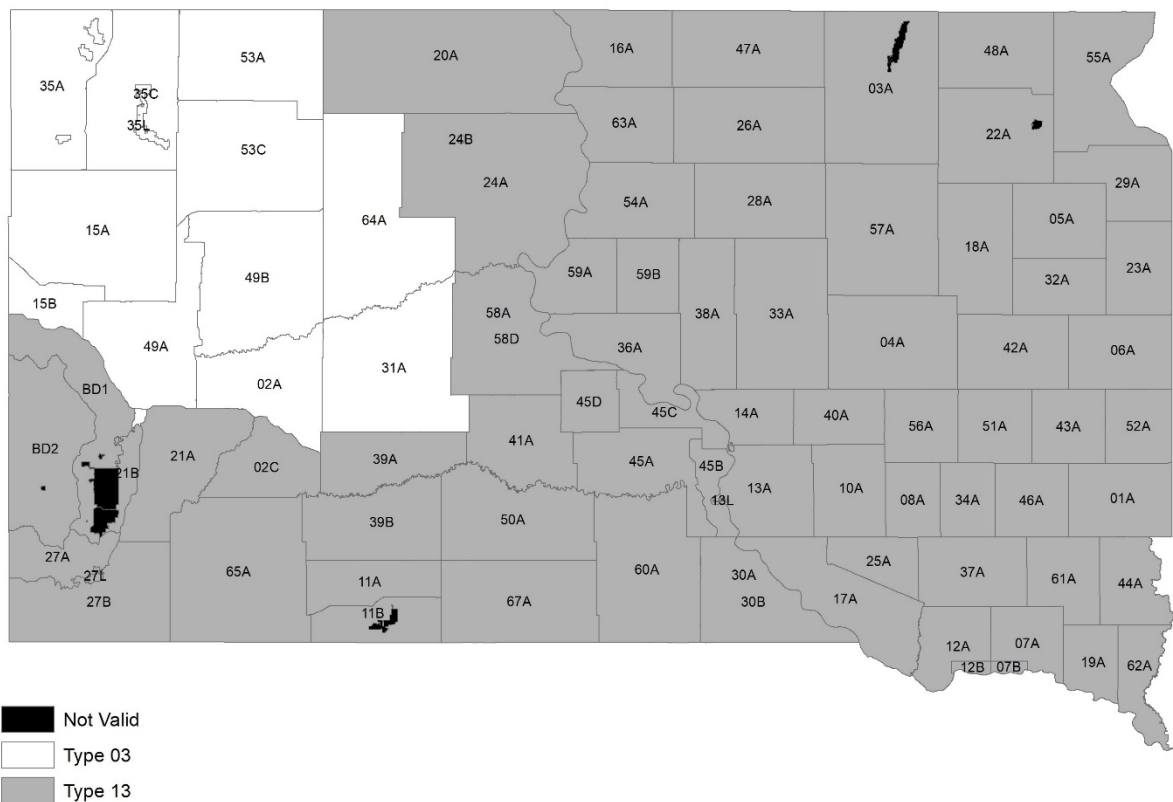 16A 47A 48A
53A 20A 55A
35A 03A
35C
35L 63A 26A 22A
24B
53C 24A 29A
54A 28A 05A
64A 57A 18A
15A 23A
59A 59B 32A
49B
15B 58A 38A 33A
58D 36A 04A 42A 06A
49A
31A
BD1 02A
45D 45C 14A 40A
56A 51A 43A 52A
BD2 41A
21A 39A 45A 45B
21B 02C 13A 10A
13L 08A 34A 46A 01A
39B 50A
27A 25A
65A 11A 60A 30A 37A 61A 44A
27L
27B 67A 30B 17A
11B
12A 07A
12B 07B 19A 62A
Not Valid
Type 03
Type 13